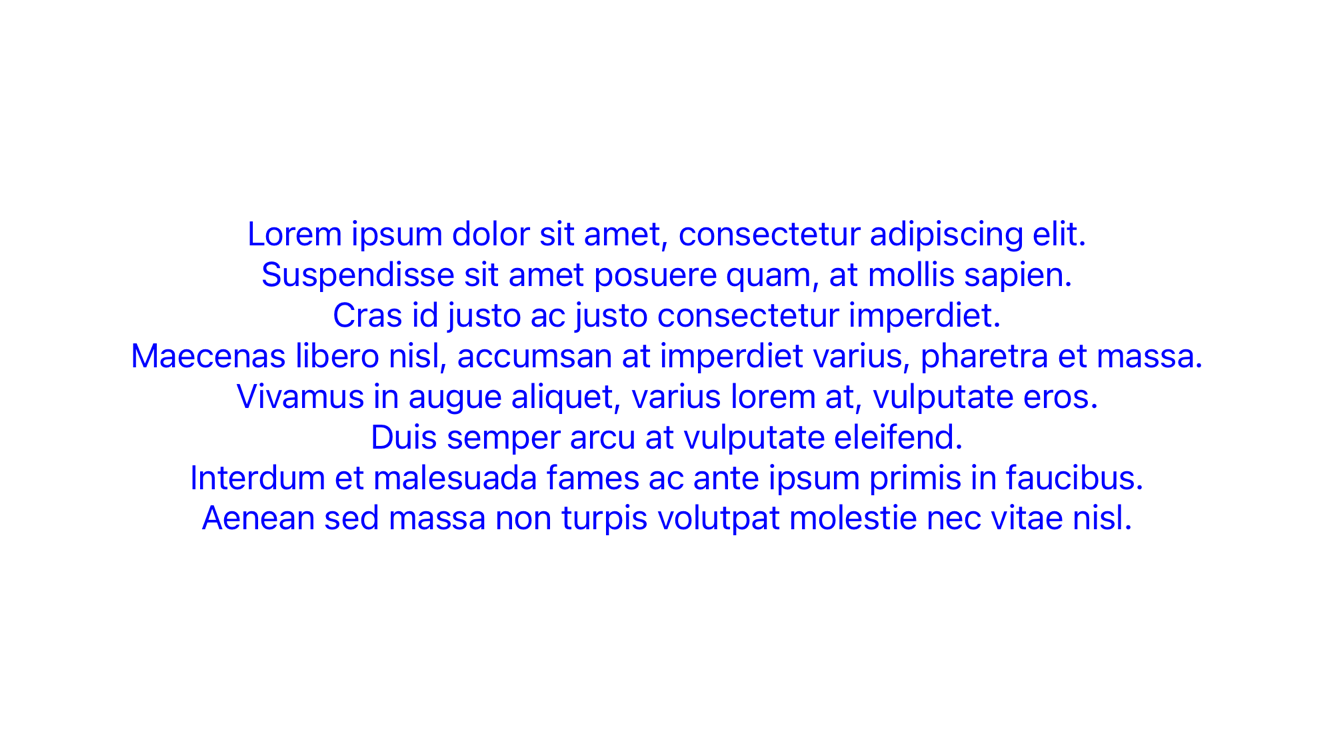 Lorem ipsum dolor sit amet, consectetur adipiscing elit.
Suspendisse sit amet posuere quam, at mollis sapien.
Cras id justo ac justo consectetur imperdiet.
Maecenas libero nisl, accumsan at imperdiet varius, pharetra et massa.
Vivamus in augue aliquet, varius lorem at, vulputate eros.
Duis semper arcu at vulputate eleifend.
Interdum et malesuada fames ac ante ipsum primis in faucibus.
Aenean sed massa non turpis volutpat molestie nec vitae nisl.